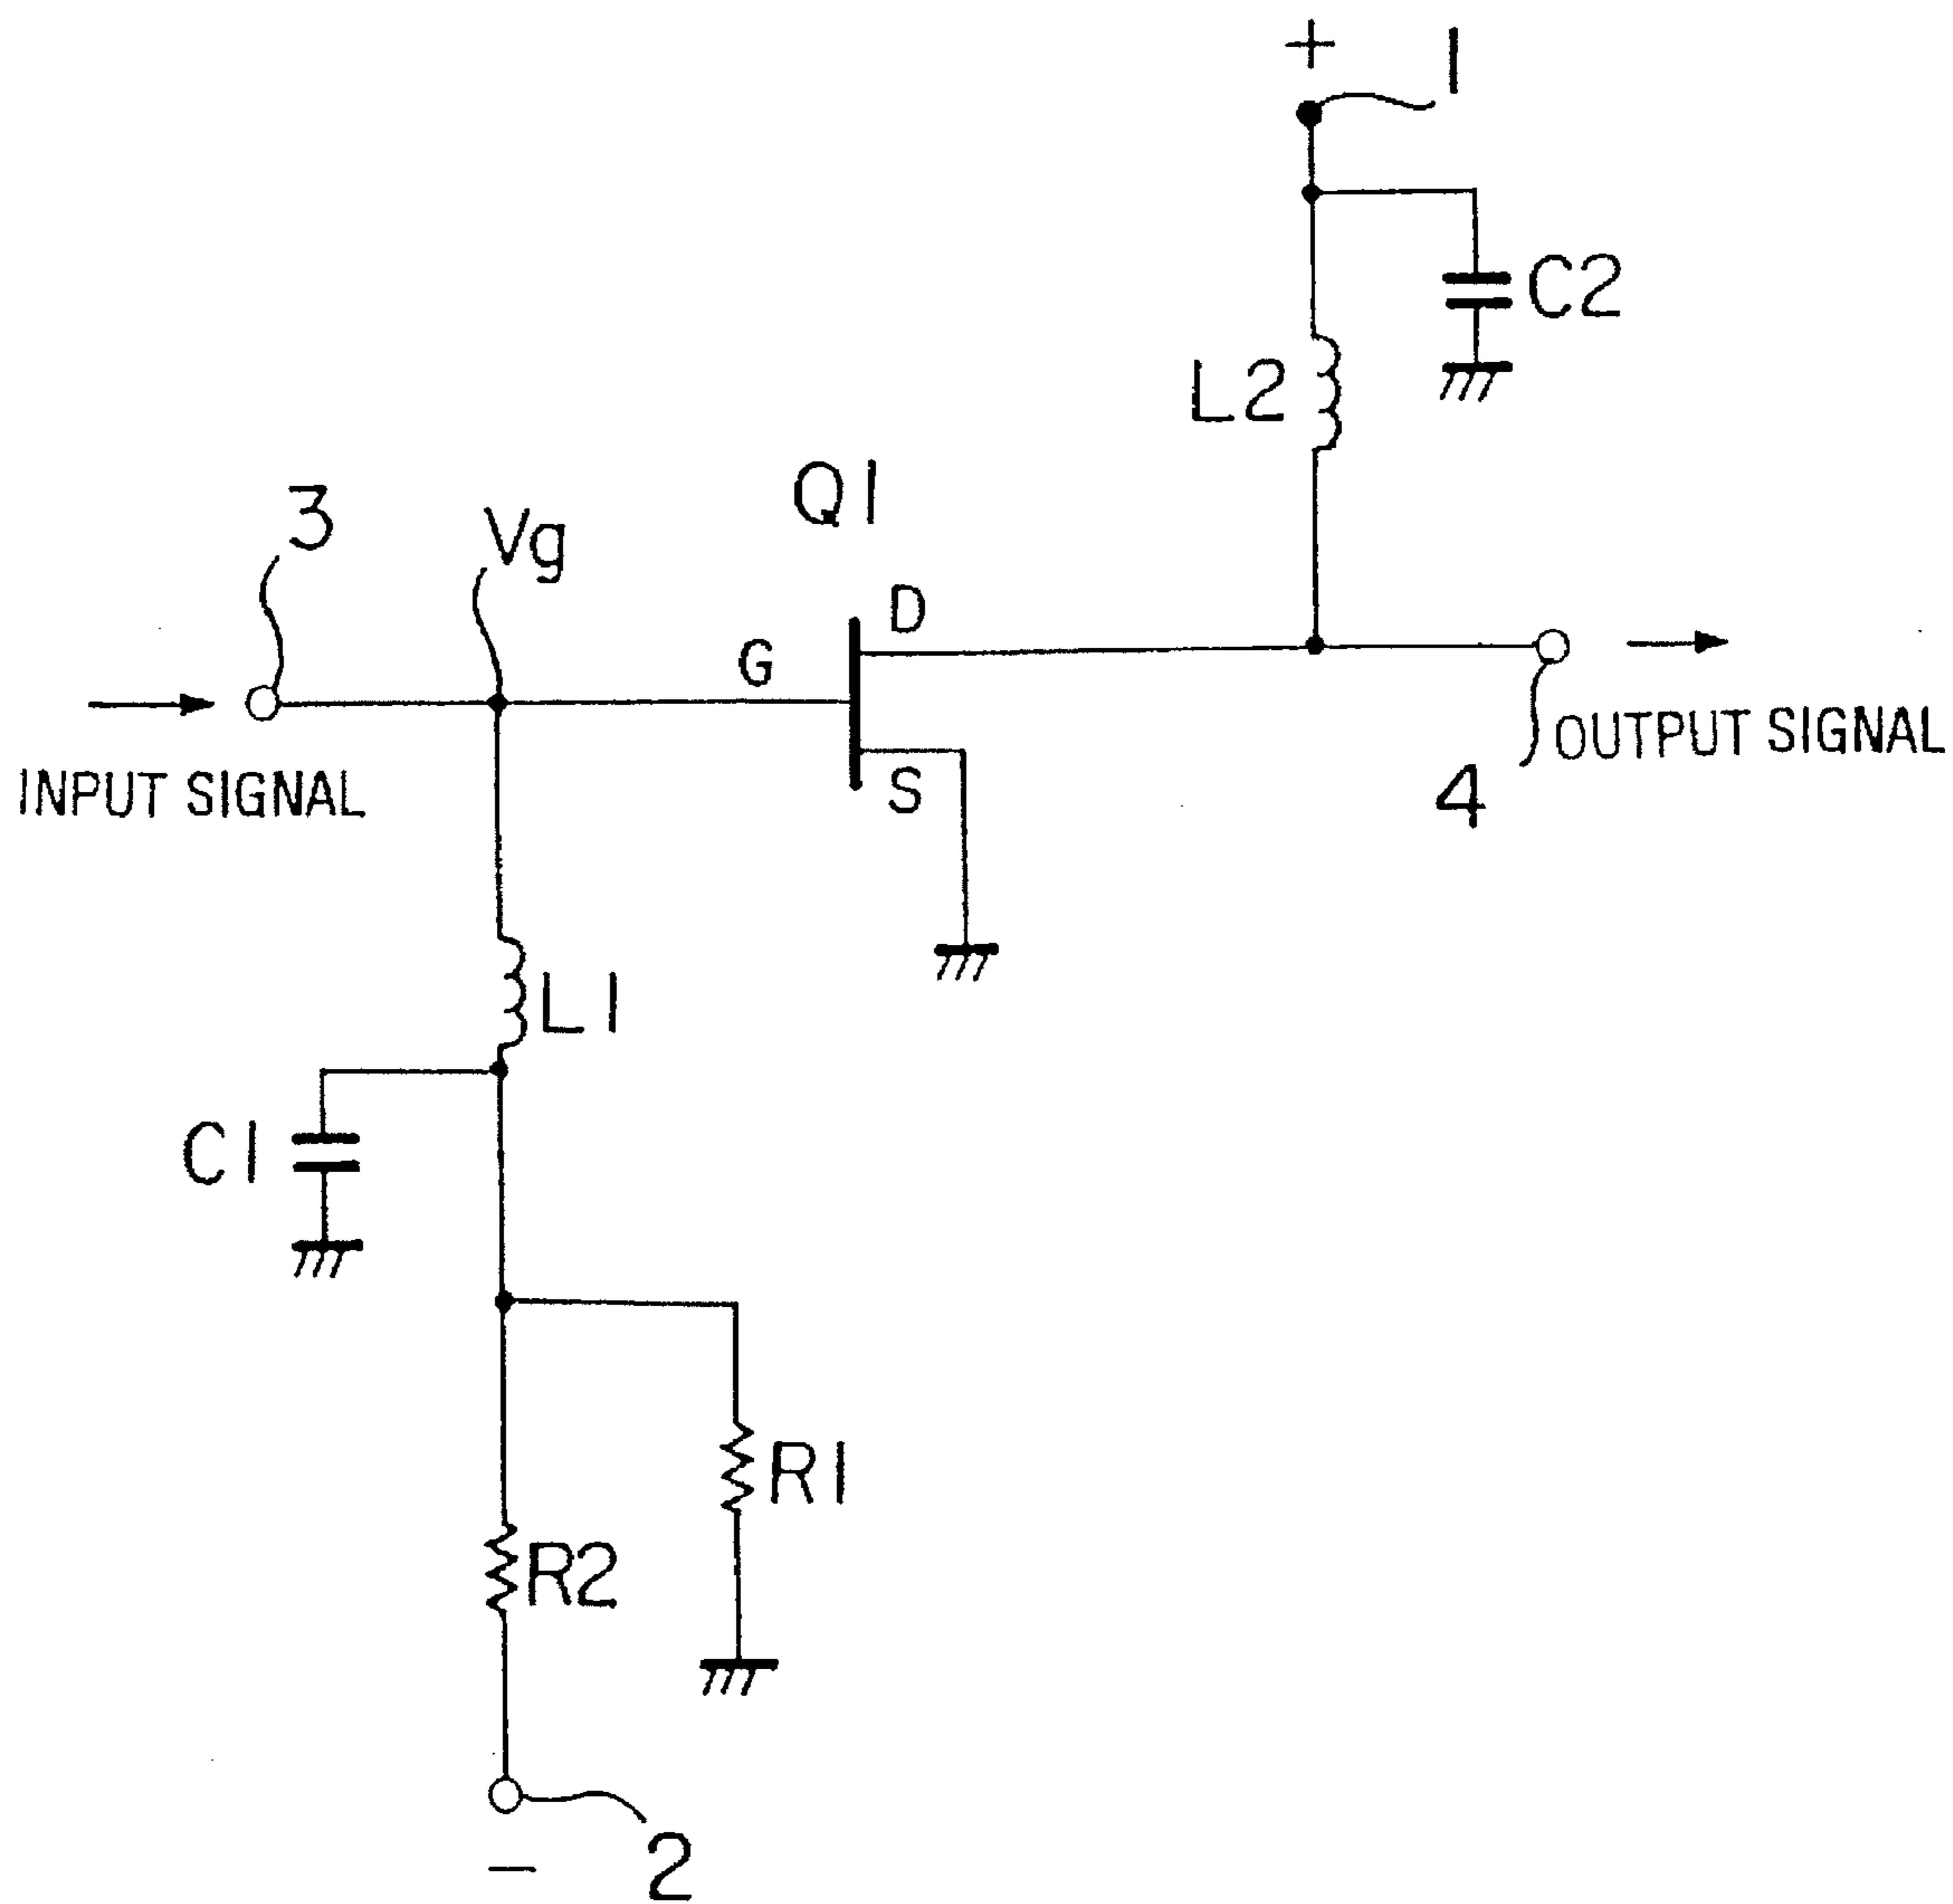 +
1
C2
L2
Q1
3
Vg
D
G
S
OUTPUT SIGNAL
INPUT SIGNAL
4
L1
C1
R1
R2
2
−